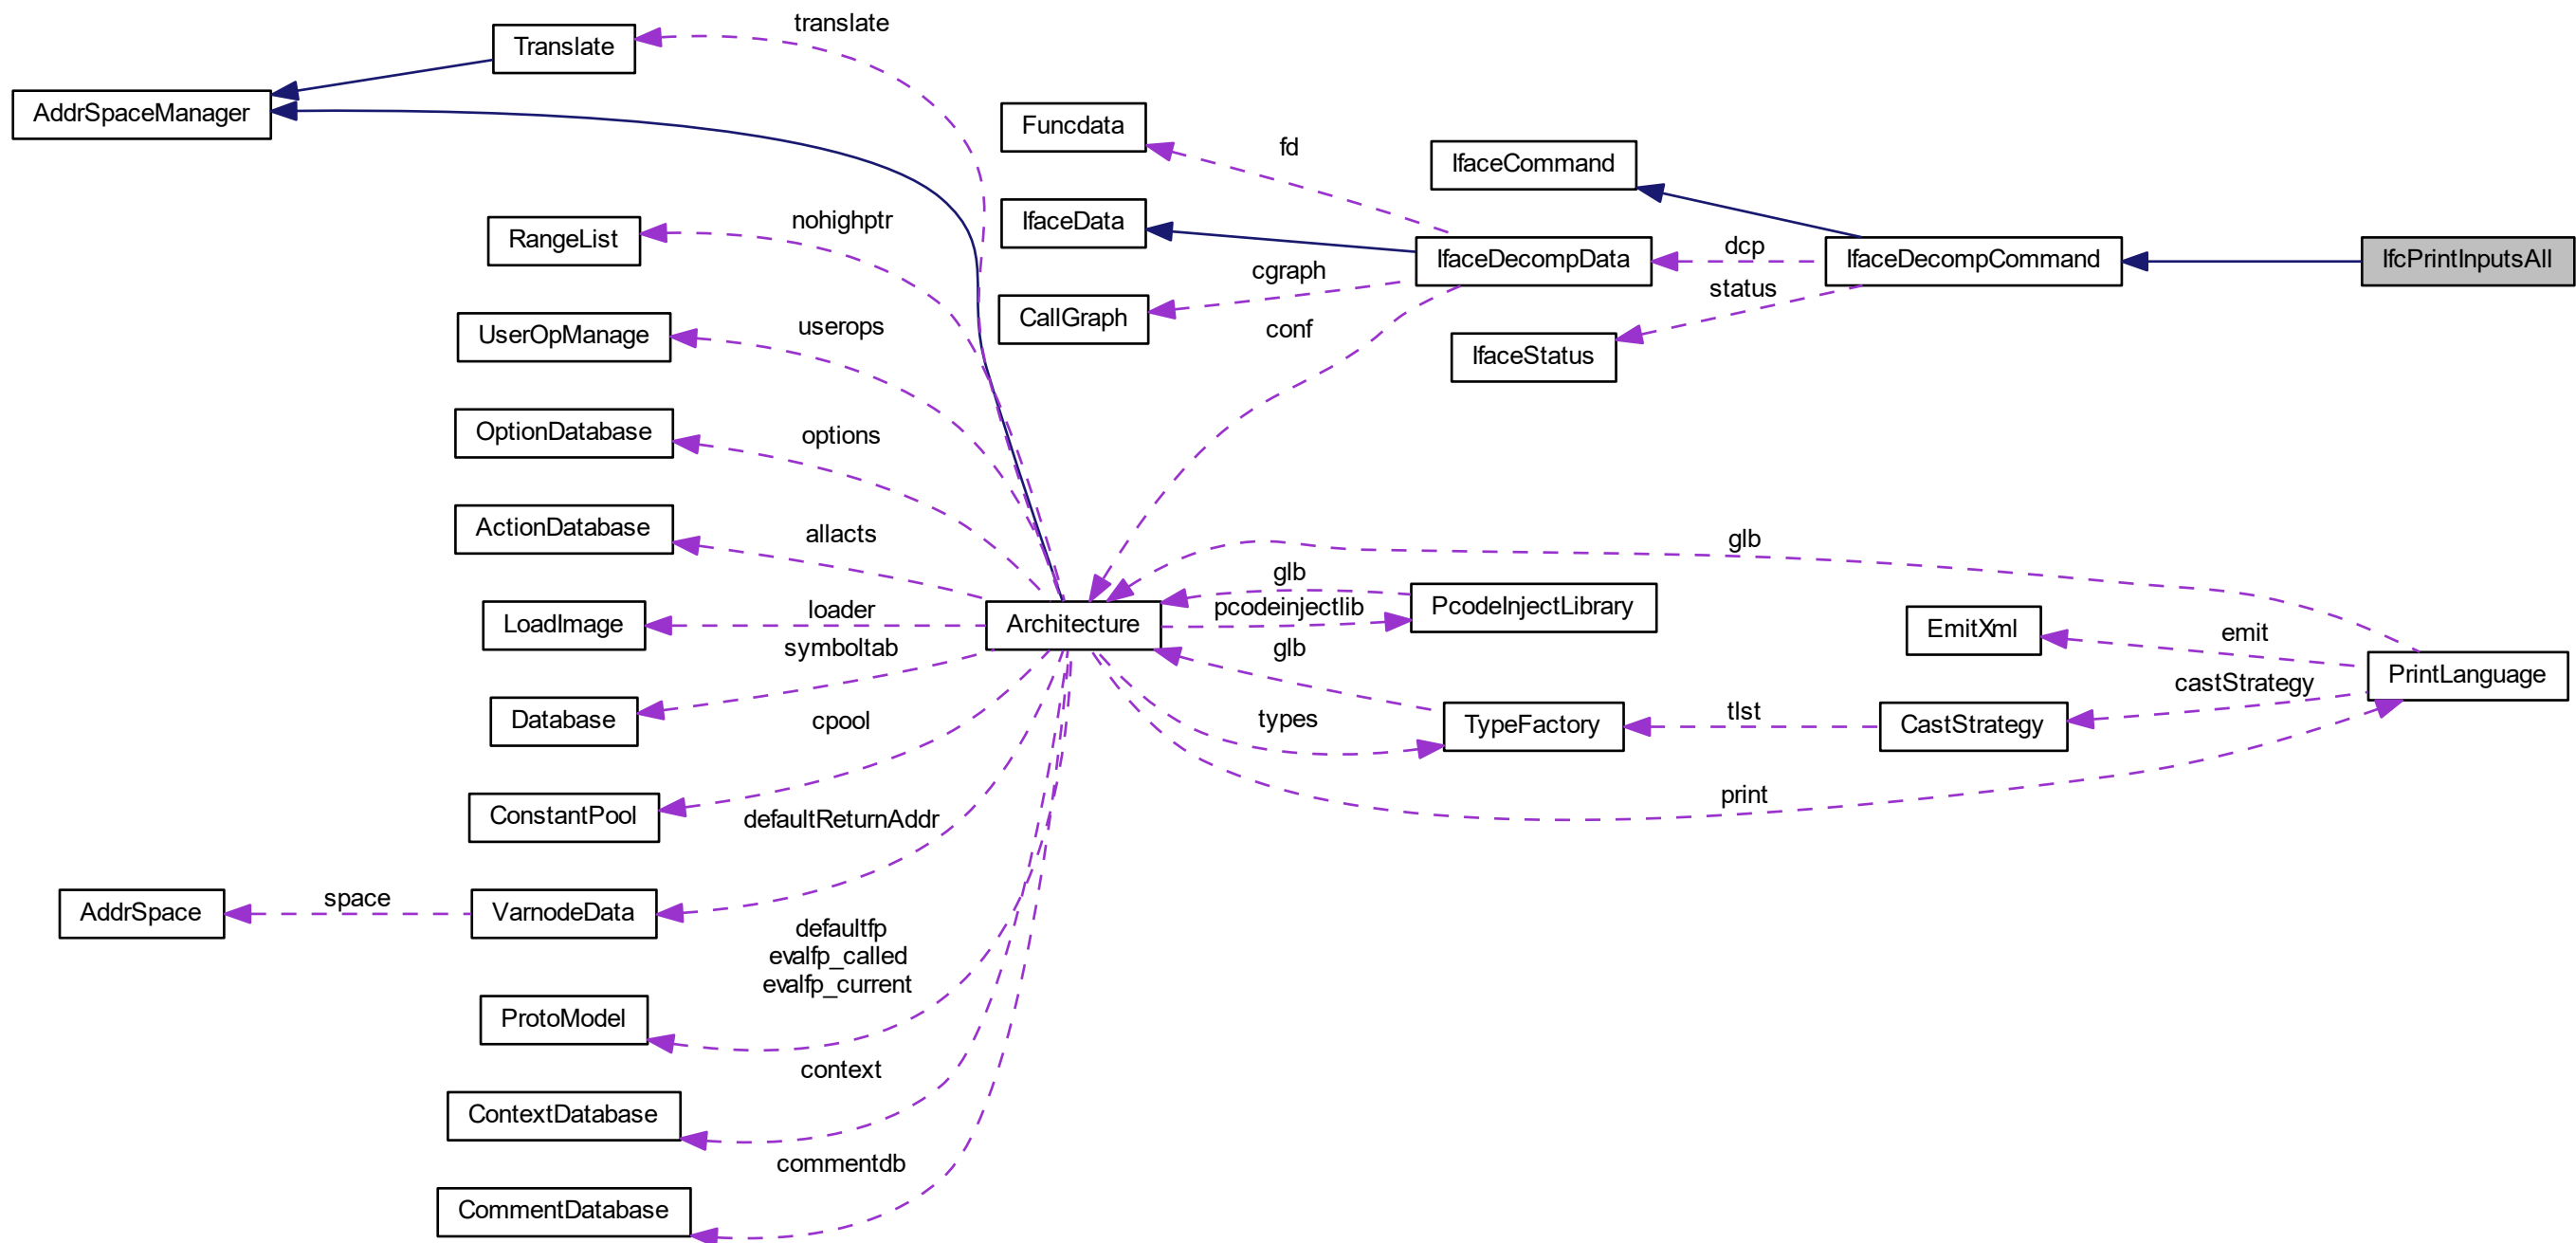 translate
Translate
AddrSpaceManager
Funcdata
fd
IfaceCommand
nohighptr
RangeList
IfaceData
IfaceDecompData
dcp
IfaceDecompCommand
IfcPrintInputsAll
cgraph
status
CallGraph
conf
UserOpManage
userops
IfaceStatus
OptionDatabase
options
ActionDatabase
allacts
glb
glb
LoadImage
loader
Architecture
pcodeinjectlib
PcodeInjectLibrary
EmitXml
emit
symboltab
glb
PrintLanguage
castStrategy
Database
cpool
types
TypeFactory
tlst
CastStrategy
print
ConstantPool
defaultReturnAddr
AddrSpace
space
VarnodeData
defaultfp
evalfp_called
evalfp_current
ProtoModel
context
ContextDatabase
commentdb
CommentDatabase